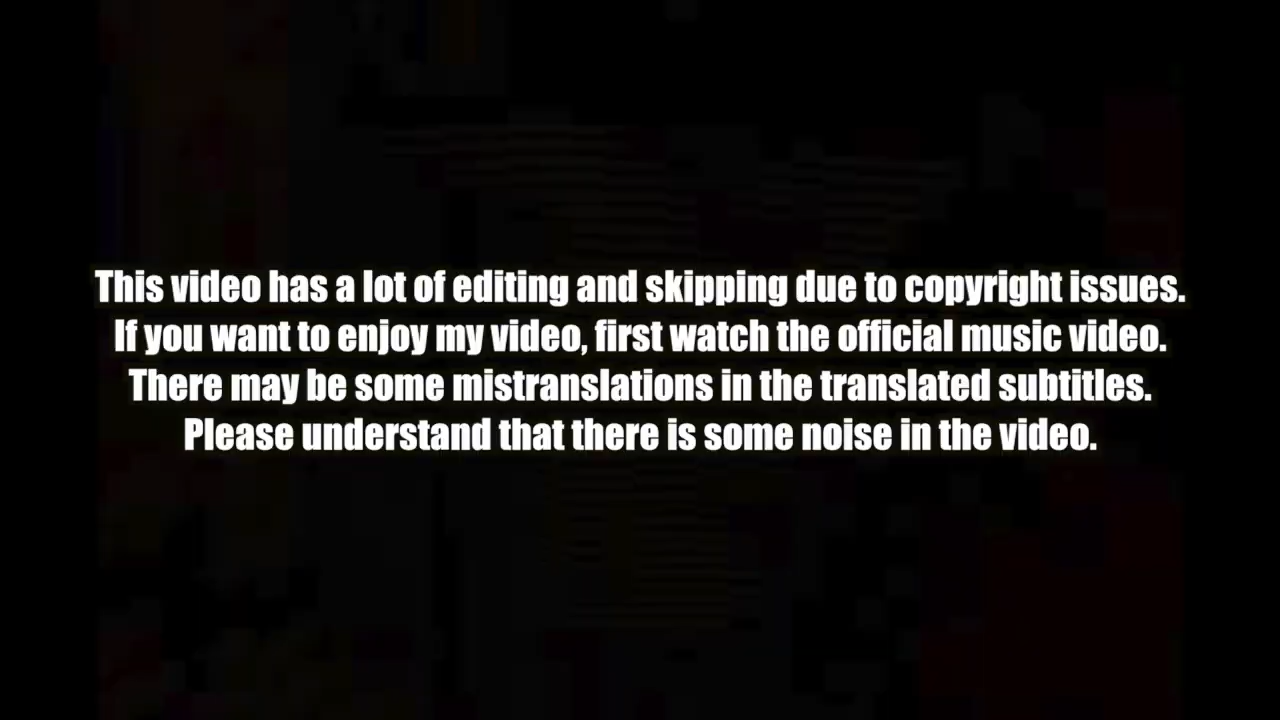 This video has a lot of editing and skipping due to copyright issues.
If you want to enjoy my video, first watch the official music video.
There may be some mistranslations in the translated subtitles.
Please understand that there is some noise in the video.